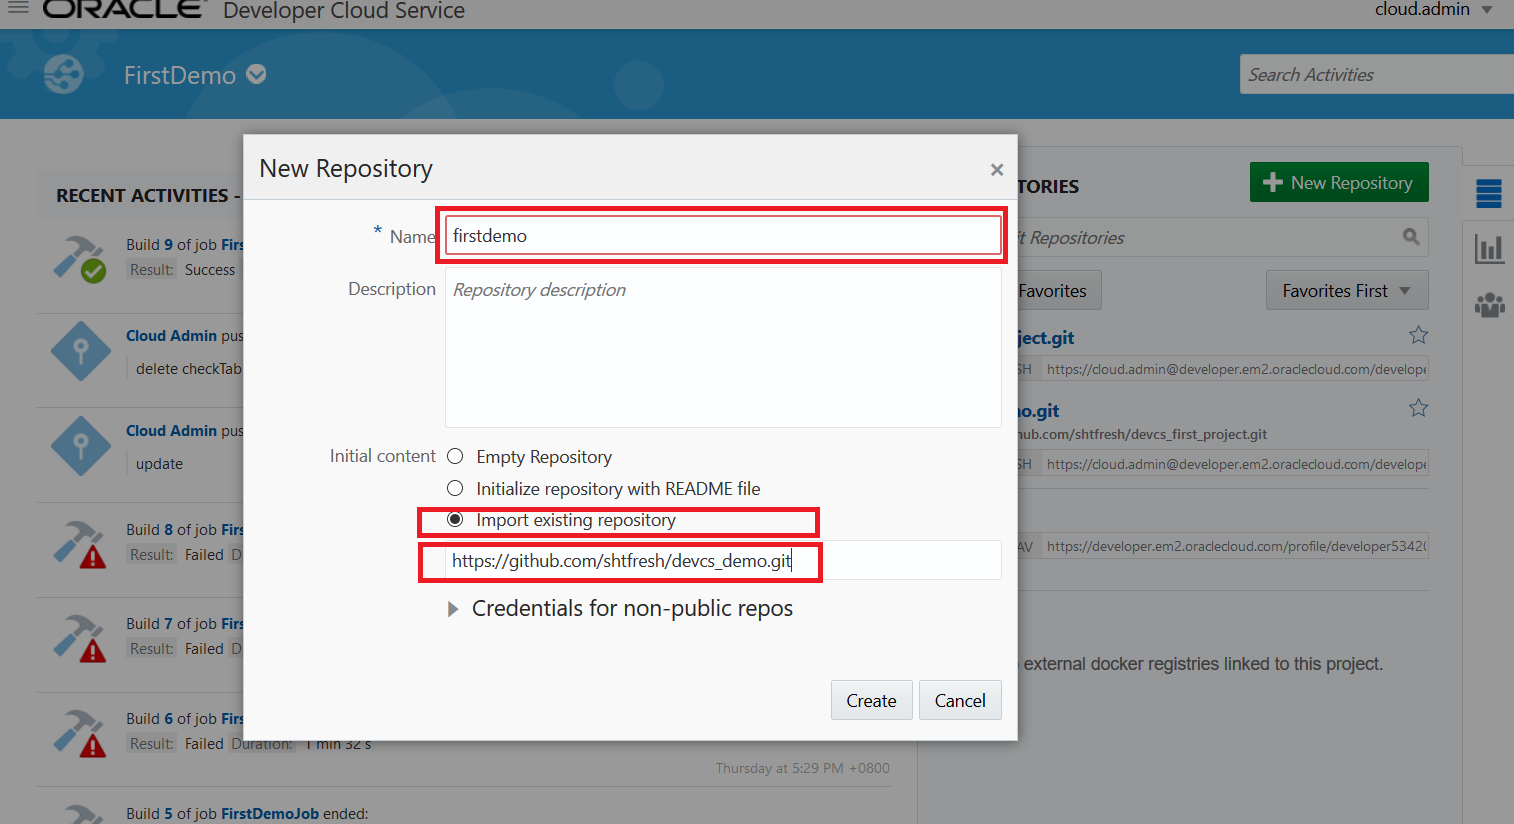 ORACLE Developer Cloud Service
cloud.admin
FirstDemo
Search Activities
New Repository
×
* Name
firstdemo
Description
Repository description
Initial content
Empty Repository
Initialize repository with README file
Import existing repository
https://github.com/shtfresh/devcs_demo.git
Credentials for non-public repos
Create
Cancel
RECENT ACTIVITIES -
Build 9 of job Firs
Result: Success
Cloud Admin pus
delete checkTab
Cloud Admin pus
update
Build 8 of job Firs
Result: Failed D
Build 7 of job Firs
Result: Failed D
Build 6 of job Firs
Result: Failed Duration: 1 min 32 s
Thursday at 5:29 PM +0800
Build 5 of job FirstDemoJob ended:
TORIES
New Repository
t Repositories
Favorites
Favorites First
ject.git
SH https://cloud.admin@developer.em2.oraclecloud.com/develope
no.git
hub.com/shtfresh/devcs_first_project.git
SH https://cloud.admin@developer.em2.oraclecloud.com/develope
AV https://developer.em2.oraclecloud.com/profile/developer53420
external docker registries linked to this project.